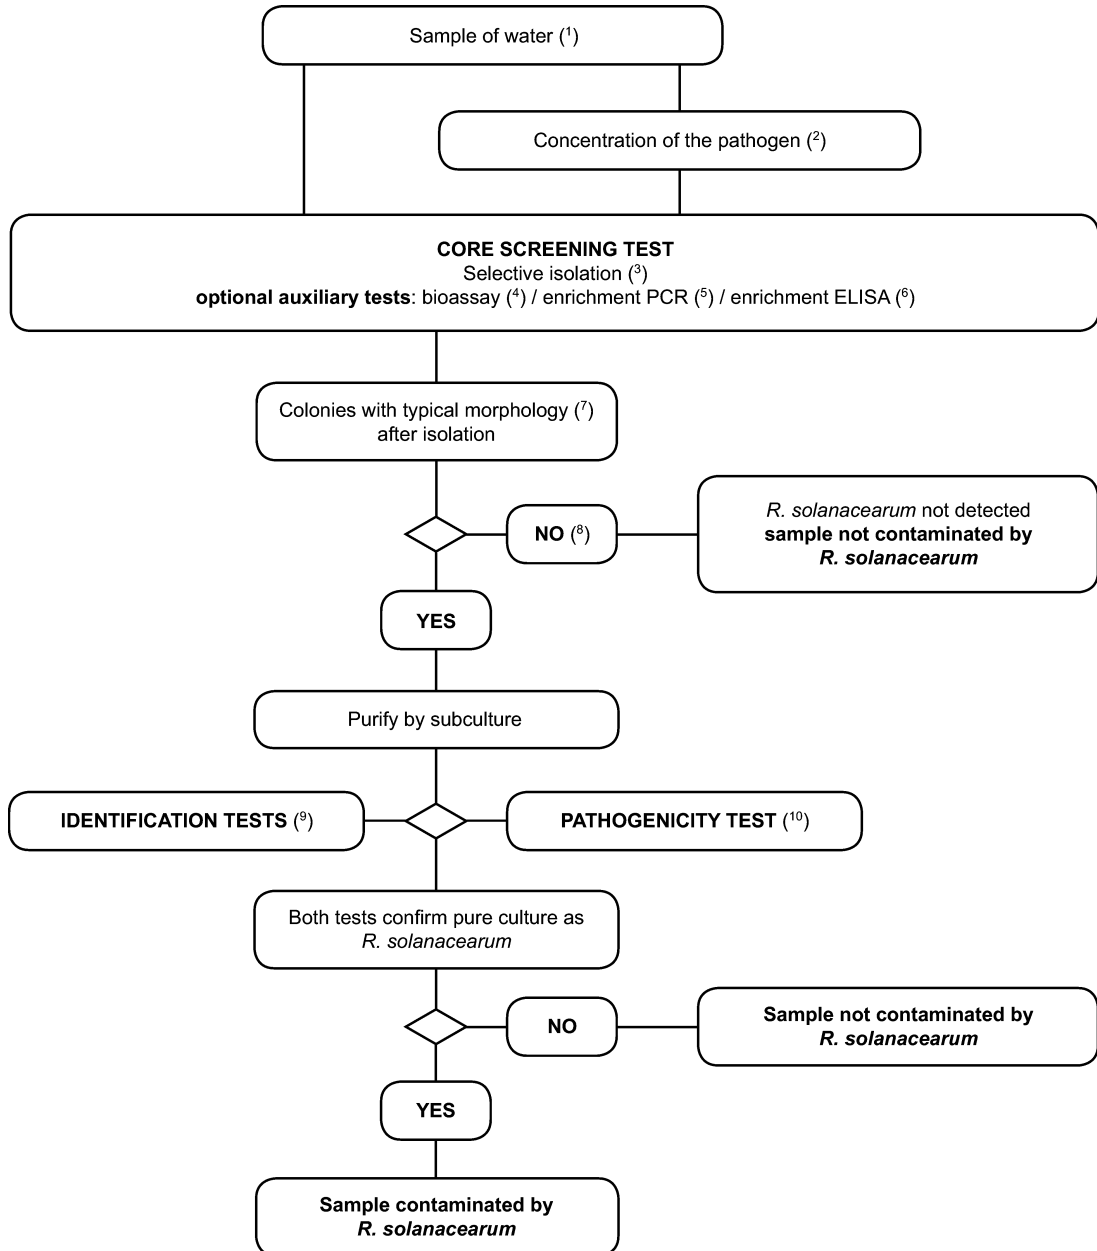 Sample of water (¹)
Concentration of the pathogen (²)
CORE SCREENING TEST
Selective isolation (³)
optional auxiliary tests: bioassay (⁴) / enrichment PCR (⁵) / enrichment ELISA (⁶)
Colonies with typical morphology (⁷)
after isolation
NO (⁸)
R. solanacearum not detected
sample not contaminated by
R. solanacearum
YES
Purify by subculture
IDENTIFICATION TESTS (⁹)
PATHOGENICITY TEST (¹⁰)
Both tests confirm pure culture as
R. solanacearum
NO
Sample not contaminated by
R. solanacearum
YES
Sample contaminated by
R. solanacearum